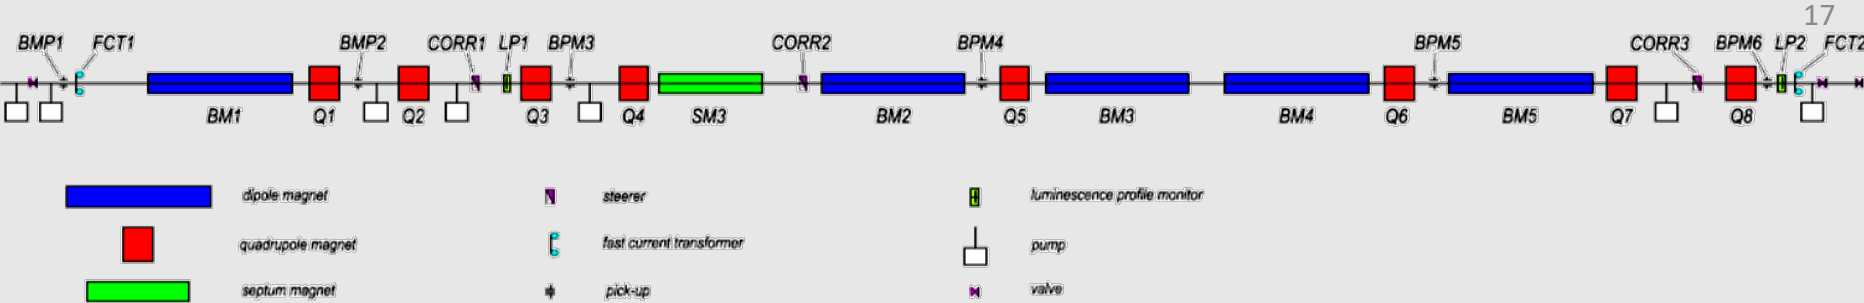 17
BMP1 FCT1 BMP2 CORR1 LP1 BPM3 CORR2 BPM4 BPM5 CORR3 BPM6 LP2 FCT2
BM1 Q1 Q2 Q3 Q4 SM3 BM2 Q5 BM3 BM4 Q6 BM5 Q7 Q8
dipole magnet steerer luminescence profile monitor
quadrupole magnet fast current transformer pump
septum magnet pick-up valve